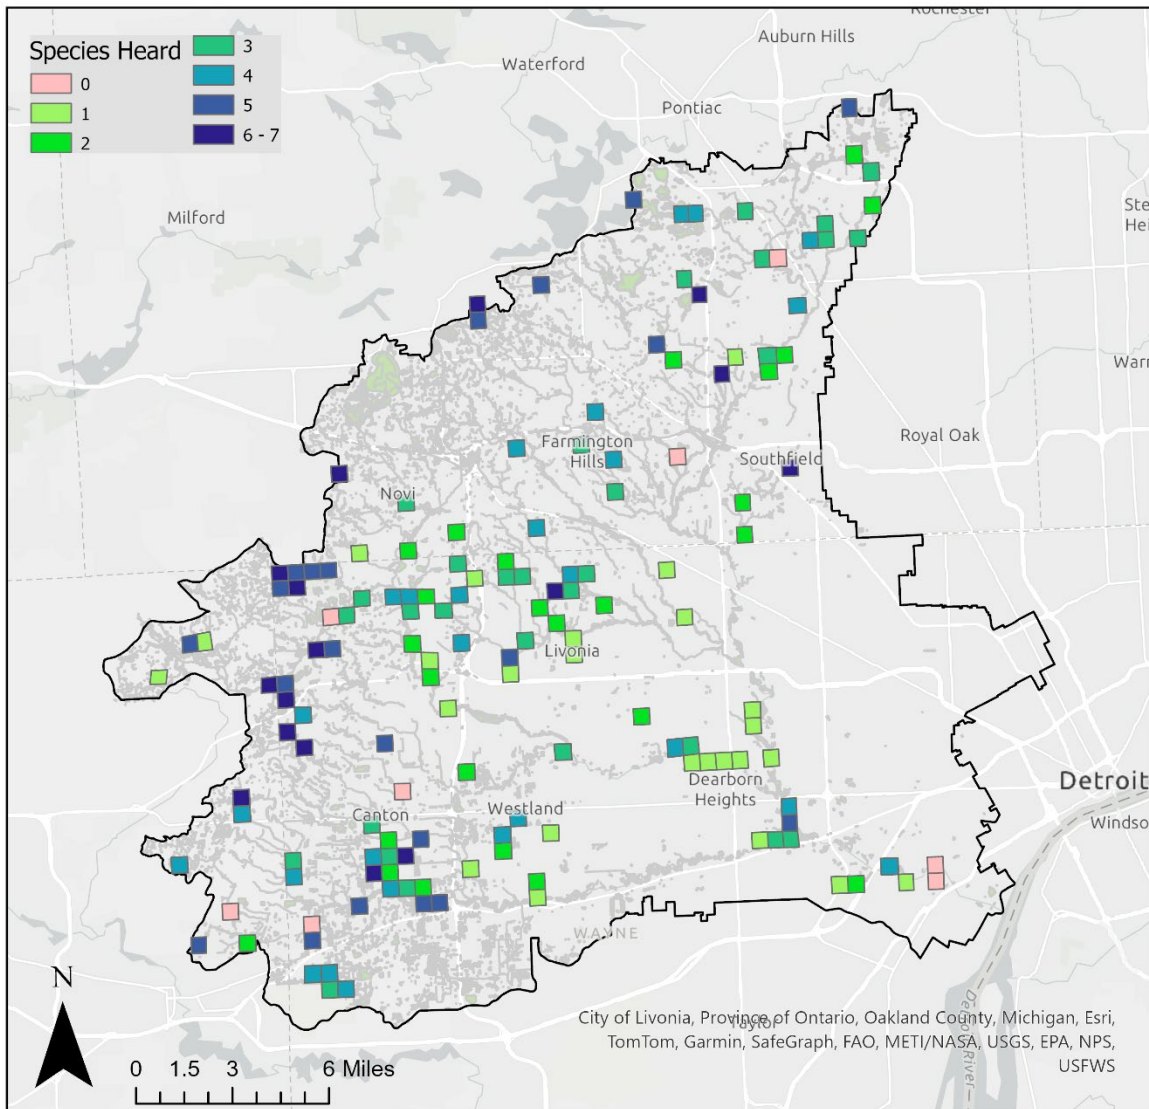 Rochester
Auburn Hills
Species Heard
0
1
2
3
4
5
6 - 7
Waterford
Pontiac
Milford
Ste
Hei
Warr
Farmington
Hills
Royal Oak
Southfield
Novi
Livonia
Dearborn
Heights
Detroit
Windso
Canton
Westland
WAYNE
N
Taylor
Detroit River
City of Livonia, Province of Ontario, Oakland County, Michigan, Esri,
TomTom, Garmin, SafeGraph, FAO, METI/NASA, USGS, EPA, NPS,
USFWS
0 1.5 3 6 Miles